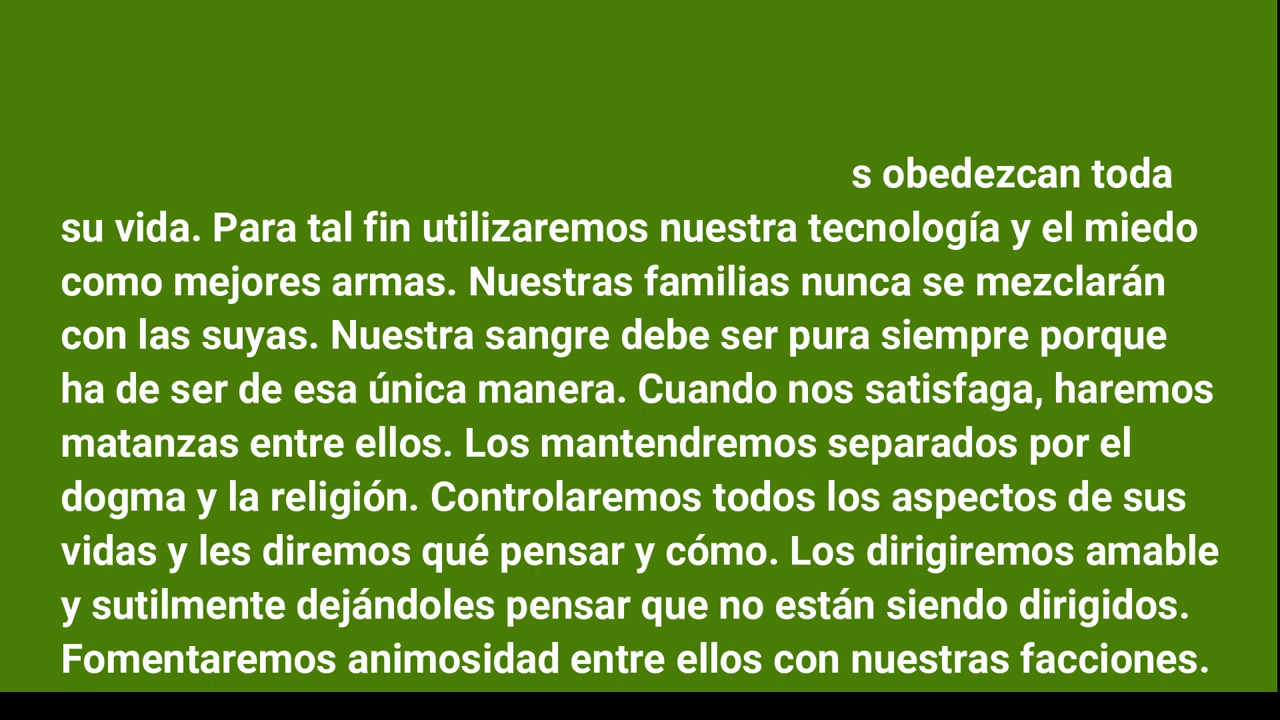 s obedezcan toda
su vida. Para tal fin utilizaremos nuestra tecnología y el miedo
como mejores armas. Nuestras familias nunca se mezclarán
con las suyas. Nuestra sangre debe ser pura siempre porque
ha de ser de esa única manera. Cuando nos satisfaga, haremos
matanzas entre ellos. Los mantendremos separados por el
dogma y la religión. Controlaremos todos los aspectos de sus
vidas y les diremos qué pensar y cómo. Los dirigiremos amable
y sutilmente dejándoles pensar que no están siendo dirigidos.
Fomentaremos animosidad entre ellos con nuestras facciones.